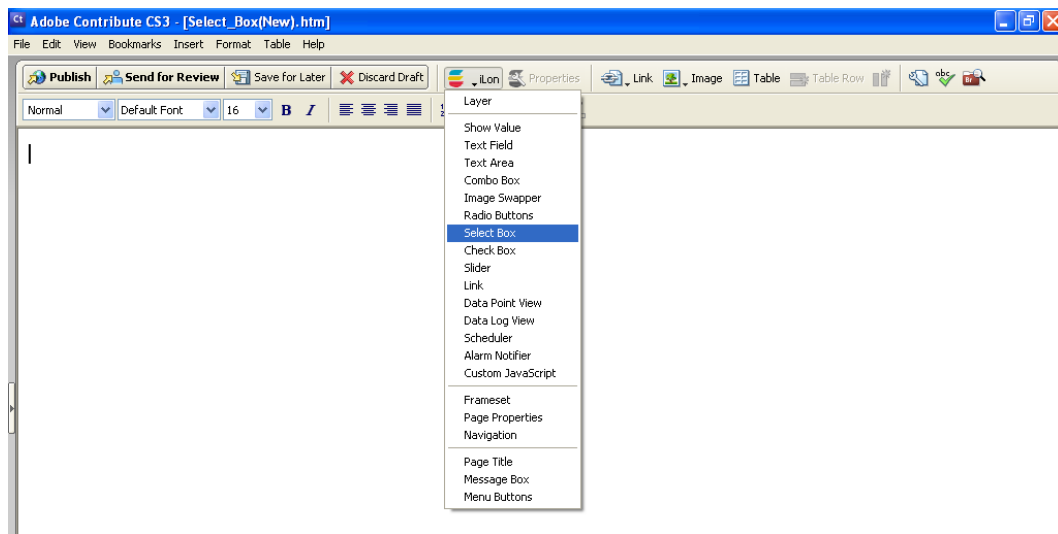 Ct Adobe Contribute CS3 - [Select_Box(New).htm]
File Edit View Bookmarks Insert Format Table Help
Publish Send for Review Save for Later Discard Draft iLon Properties Link Image Table Table Row abc Br
Normal Default Font 16 B I
Layer
Show Value
Text Field
Text Area
Combo Box
Image Swapper
Radio Buttons
Select Box
Check Box
Slider
Link
Data Point View
Data Log View
Scheduler
Alarm Notifier
Custom JavaScript
Frameset
Page Properties
Navigation
Page Title
Message Box
Menu Buttons